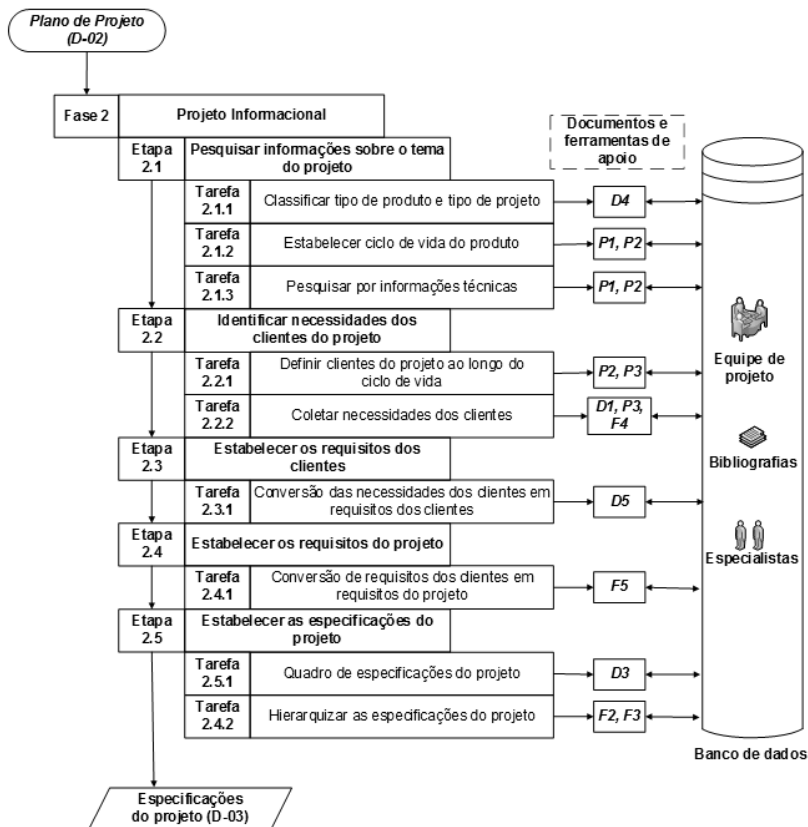 Plano de Projeto
(D-02)
Fase 2
Projeto Informacional
Documentos e
ferramentas de
apoio
Etapa
2.1
Pesquisar informações sobre o tema
do projeto
Tarefa
2.1.1
Classificar tipo de produto e tipo de projeto
D4
Tarefa
2.1.2
Estabelecer ciclo de vida do produto
P1, P2
Tarefa
2.1.3
Pesquisar por informações técnicas
P1, P2
Etapa
2.2
Identificar necessidades dos
clientes do projeto
Tarefa
2.2.1
Definir clientes do projeto ao longo do
ciclo de vida
P2, P3
Tarefa
2.2.2
Coletar necessidades dos clientes
D1, P3,
F4
Etapa
2.3
Estabelecer os requisitos dos
clientes
Tarefa
2.3.1
Conversão das necessidades dos clientes em
requisitos dos clientes
D5
Etapa
2.4
Estabelecer os requisitos do projeto
Tarefa
2.4.1
Conversão de requisitos dos clientes em
requisitos do projeto
F5
Etapa
2.5
Estabelecer as especificações do
projeto
Tarefa
2.5.1
Quadro de especificações do projeto
D3
Tarefa
2.4.2
Hierarquizar as especificações do projeto
F2, F3
Equipe de
projeto
Bibliografias
Especialistas
Banco de dados
Especificações
do projeto (D-03)